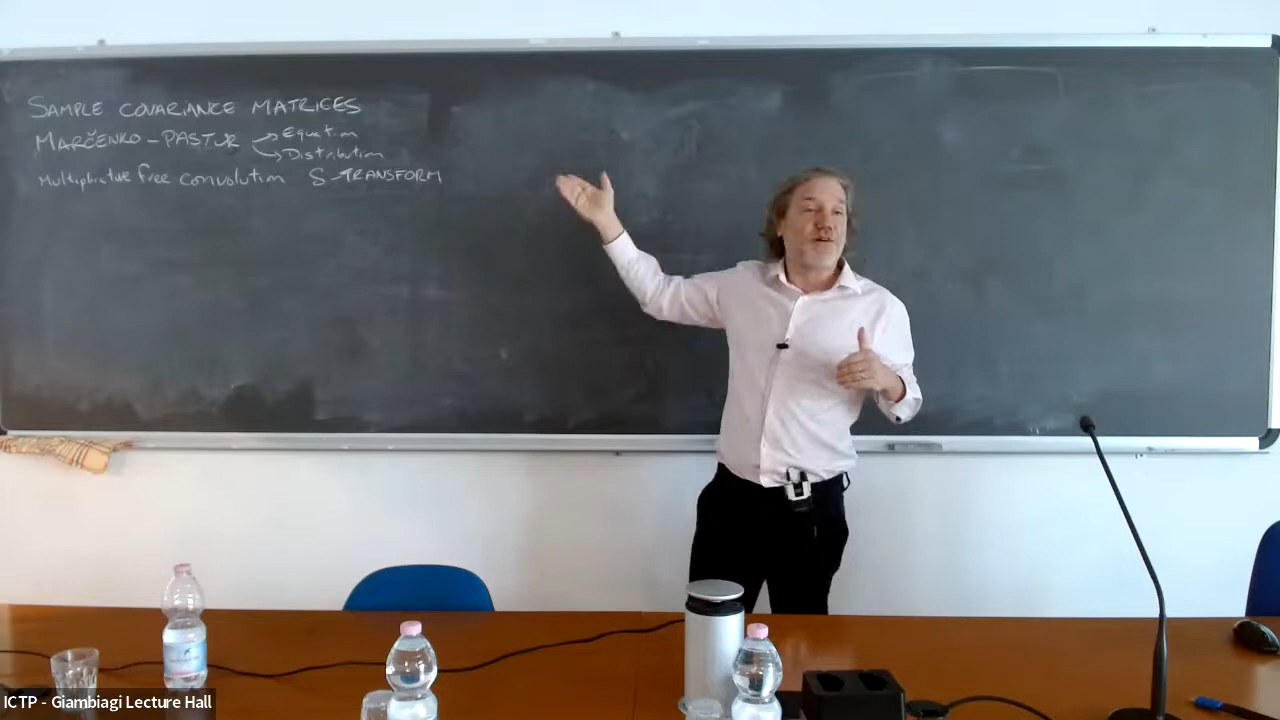 SAMPLE COVARIANCE MATRICES
MARČENKO - PASTUR → Equation
→ Distribution
Multiplicative free convolution S-TRANSFORM
ICTP - Giambiagi Lecture Hall